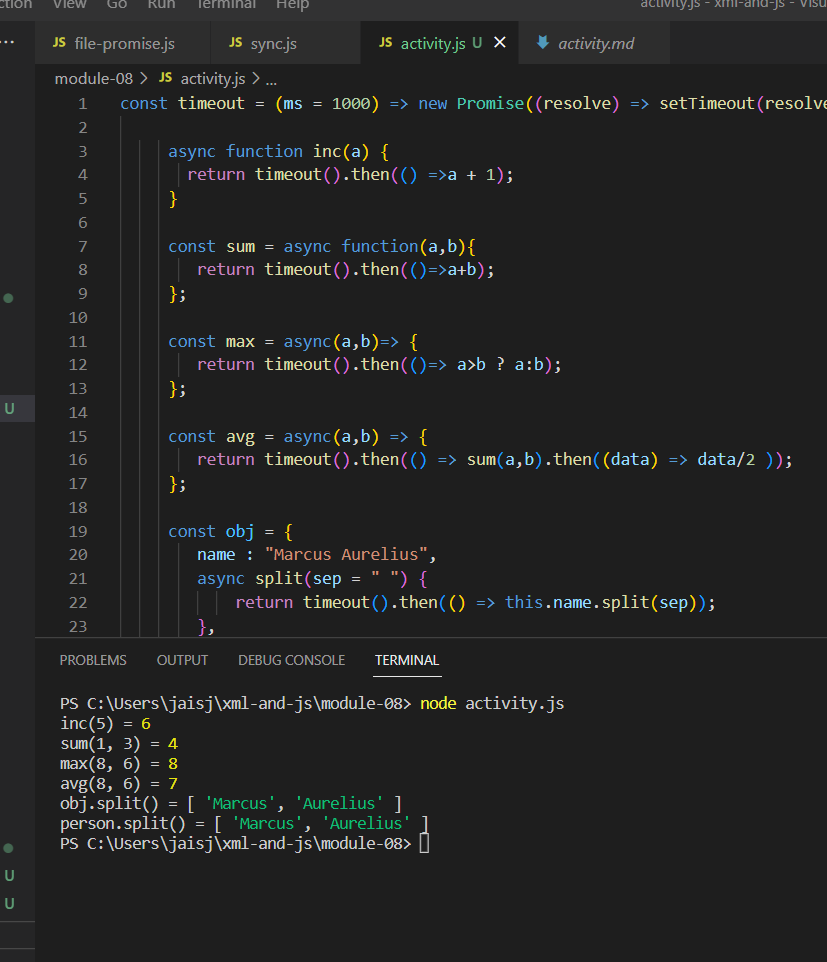 ction View Go Run Terminal Help activity.js - xml-and-js - Visu
··· JS file-promise.js JS sync.js JS activity.js U × activity.md
module-08 > JS activity.js > ...
1 const timeout = (ms = 1000) => new Promise((resolve) => setTimeout(resolve
2
3 async function inc(a) {
4 return timeout().then(() =>a + 1);
5 }
6
7 const sum = async function(a,b){
8 return timeout().then(()=>a+b);
9 };
10
11 const max = async(a,b)=> {
12 return timeout().then(()=> a>b ? a:b);
13 };
14
15 const avg = async(a,b) => {
16 return timeout().then(() => sum(a,b).then((data) => data/2 ));
17 };
18
19 const obj = {
20 name : "Marcus Aurelius",
21 async split(sep = " ") {
22 return timeout().then(() => this.name.split(sep));
23 },
U
PROBLEMS OUTPUT DEBUG CONSOLE TERMINAL
PS C:\Users\jaisj\xml-and-js\module-08> node activity.js
inc(5) = 6
sum(1, 3) = 4
max(8, 6) = 8
avg(8, 6) = 7
obj.split() = [ 'Marcus', 'Aurelius' ]
person.split() = [ 'Marcus', 'Aurelius' ]
PS C:\Users\jaisj\xml-and-js\module-08>
U
U